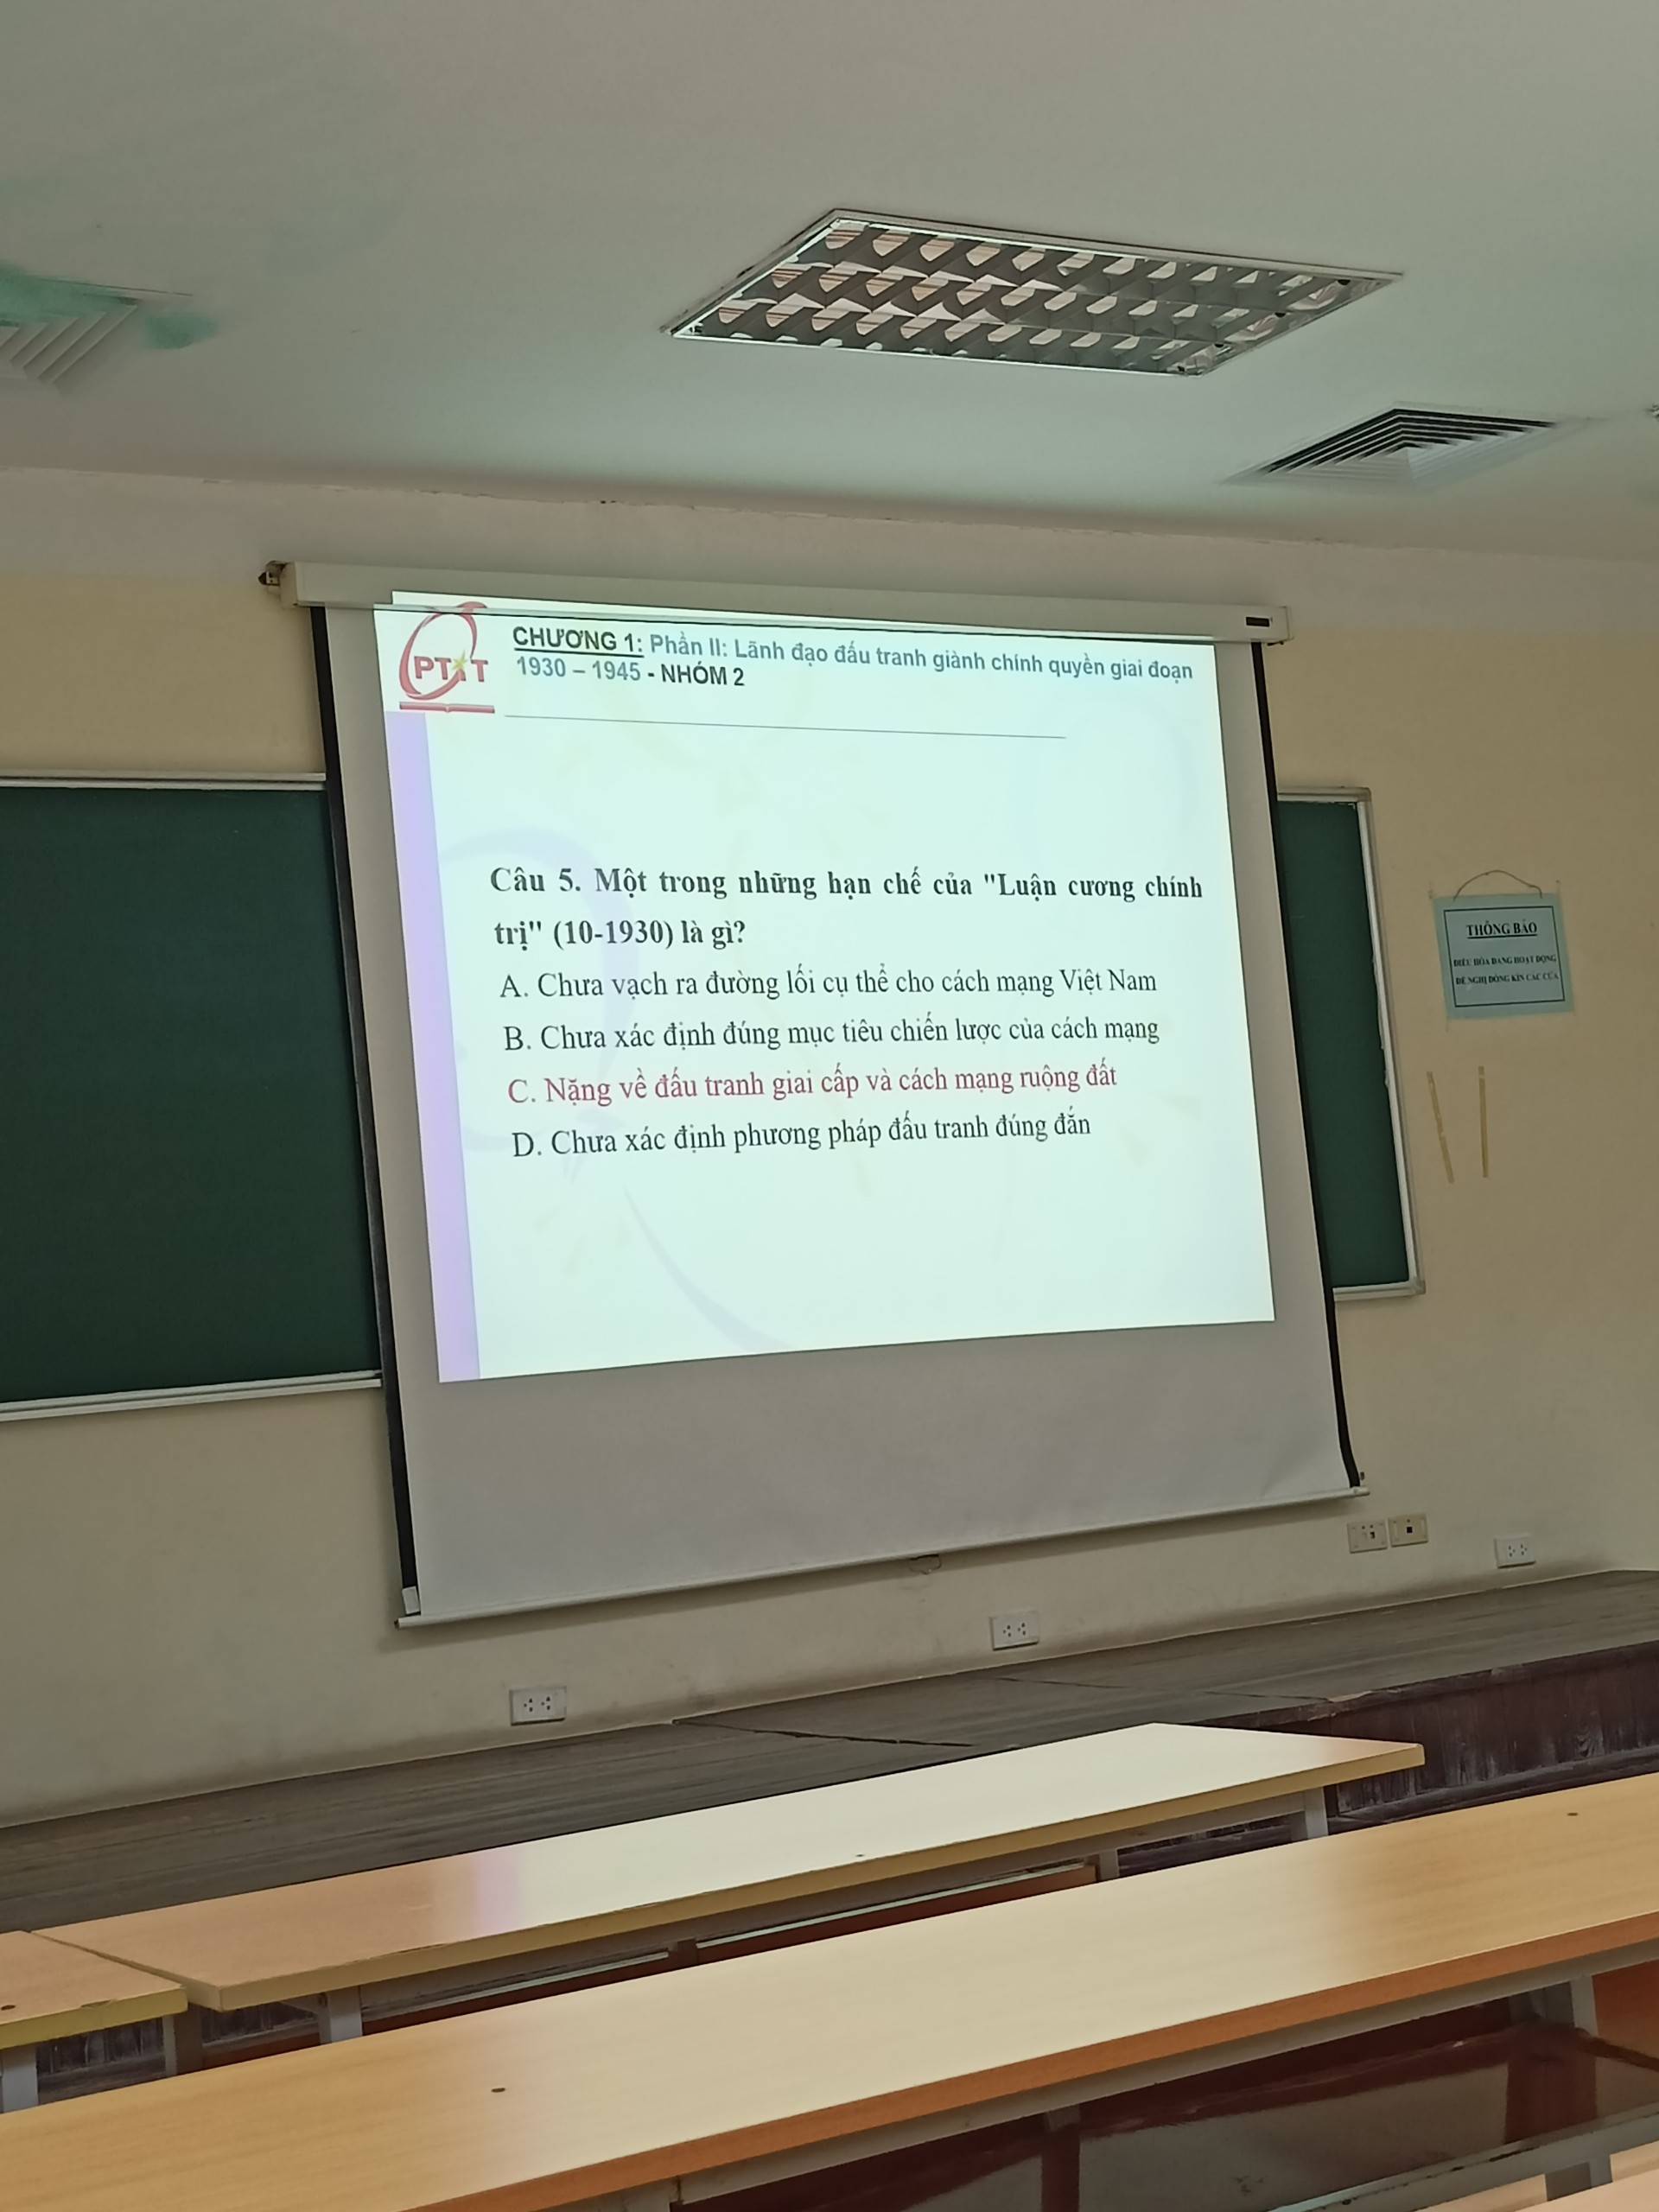 PTIT
CHƯƠNG 1: Phần II: Lãnh đạo đấu tranh giành chính quyền giai đoạn
1930 – 1945 - NHÓM 2
Câu 5. Một trong những hạn chế của "Luận cương chính
trị" (10-1930) là gì?
A. Chưa vạch ra đường lối cụ thể cho cách mạng Việt Nam
B. Chưa xác định đúng mục tiêu chiến lược của cách mạng
C. Nặng về đấu tranh giai cấp và cách mạng ruộng đất
D. Chưa xác định phương pháp đấu tranh đúng đắn
THÔNG BÁO
ĐIỀU HÒA ĐANG HOẠT ĐỘNG
ĐỀ NGHỊ ĐÓNG KÍN CÁC CỬA